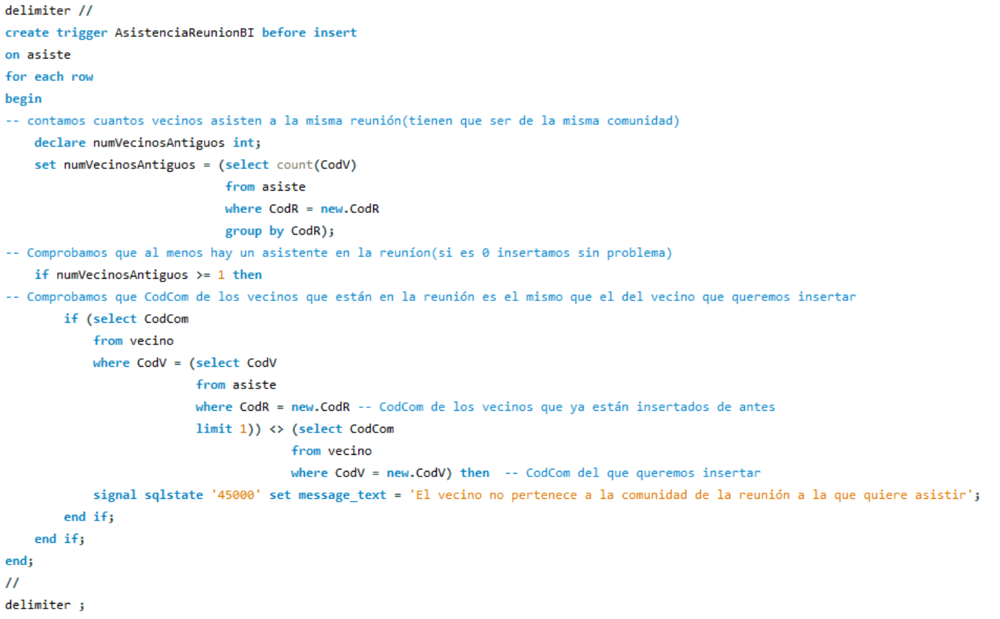 delimiter //
create trigger AsistenciaReunionBI before insert
on asiste
for each row
begin
-- contamos cuantos vecinos asisten a la misma reunión(tienen que ser de la misma comunidad)
    declare numVecinosAntiguos int;
    set numVecinosAntiguos = (select count(CodV)
                              from asiste
                              where CodR = new.CodR
                              group by CodR);
-- Comprobamos que al menos hay un asistente en la reuníon(si es 0 insertamos sin problema)
    if numVecinosAntiguos >= 1 then
-- Comprobamos que CodCom de los vecinos que están en la reunión es el mismo que el del vecino que queremos insertar
        if (select CodCom
            from vecino
            where CodV = (select CodV
                          from asiste
                          where CodR = new.CodR -- CodCom de los vecinos que ya están insertados de antes
                          limit 1)) <> (select CodCom
                                       from vecino
                                       where CodV = new.CodV) then  -- CodCom del que queremos insertar
            signal sqlstate '45000' set message_text = 'El vecino no pertenece a la comunidad de la reunión a la que quiere asistir';
        end if;
    end if;
end;
//
delimiter ;